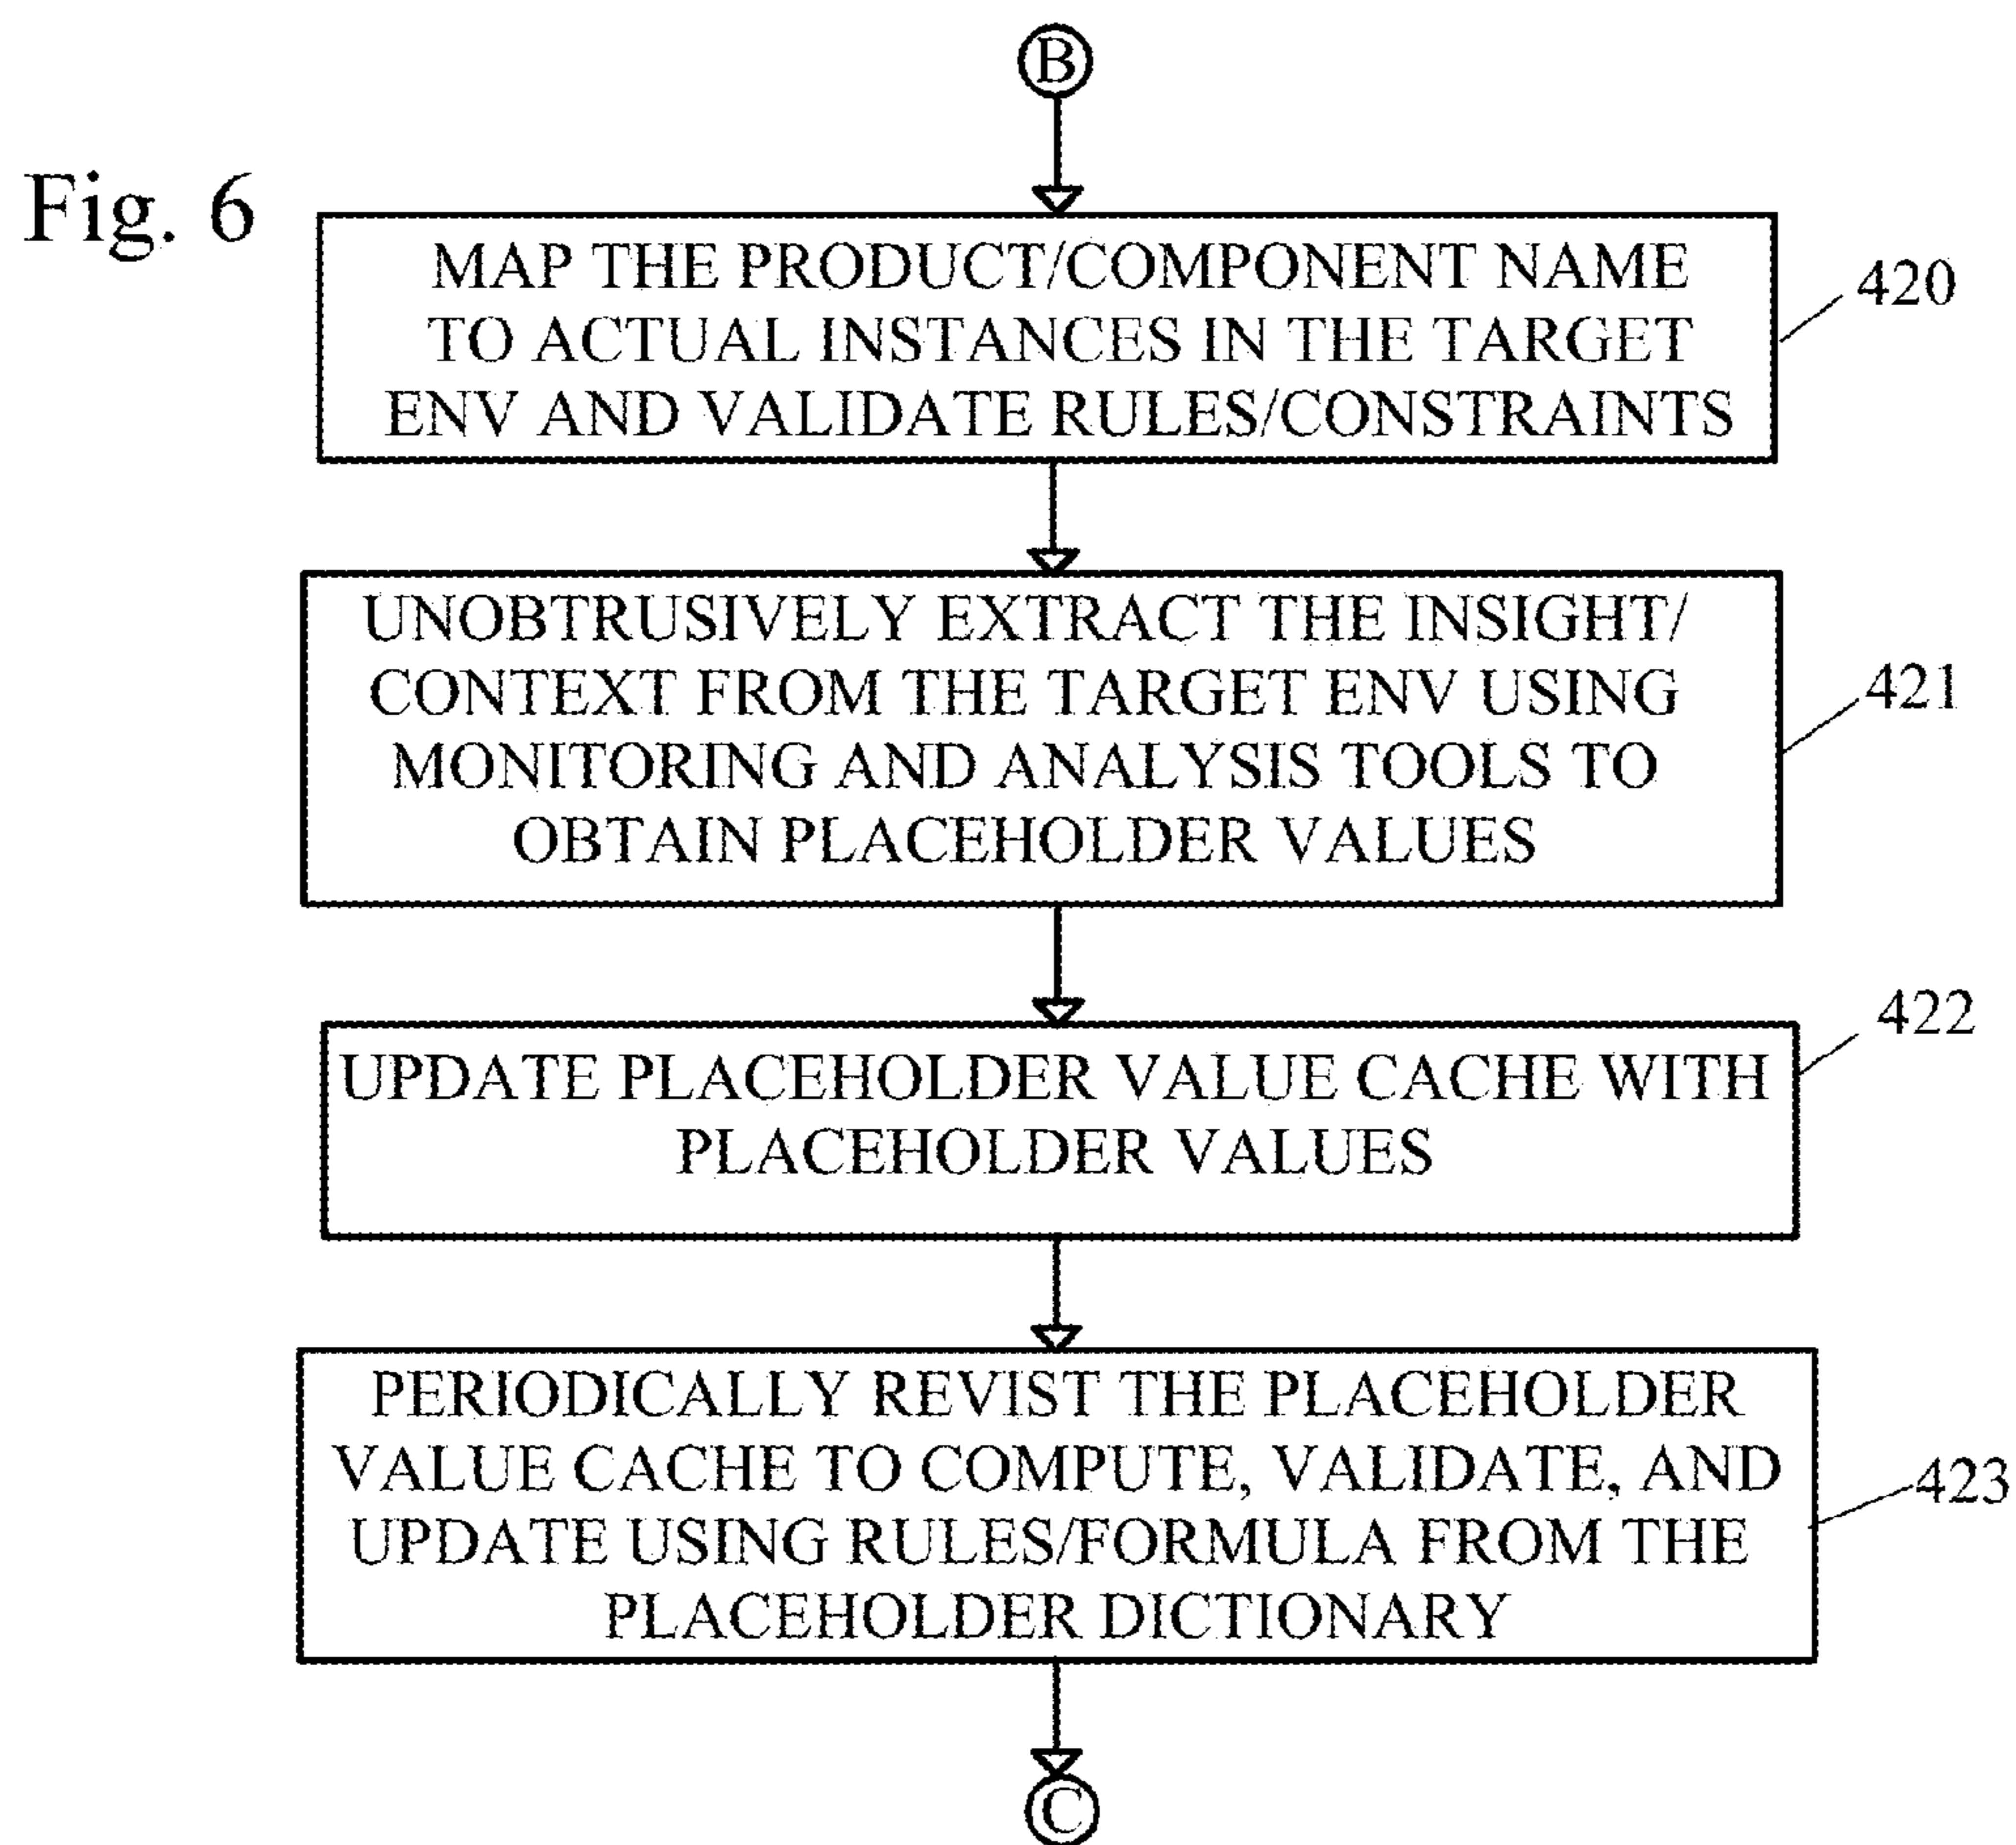 B
Fig. 6
MAP THE PRODUCT/COMPONENT NAME
TO ACTUAL INSTANCES IN THE TARGET
ENV AND VALIDATE RULES/CONSTRAINTS
420
UNOBTRUSIVELY EXTRACT THE INSIGHT/
CONTEXT FROM THE TARGET ENV USING
MONITORING AND ANALYSIS TOOLS TO
OBTAIN PLACEHOLDER VALUES
421
UPDATE PLACEHOLDER VALUE CACHE WITH
PLACEHOLDER VALUES
422
PERIODICALLY REVIST THE PLACEHOLDER
VALUE CACHE TO COMPUTE, VALIDATE, AND
UPDATE USING RULES/FORMULA FROM THE
PLACEHOLDER DICTIONARY
423
C